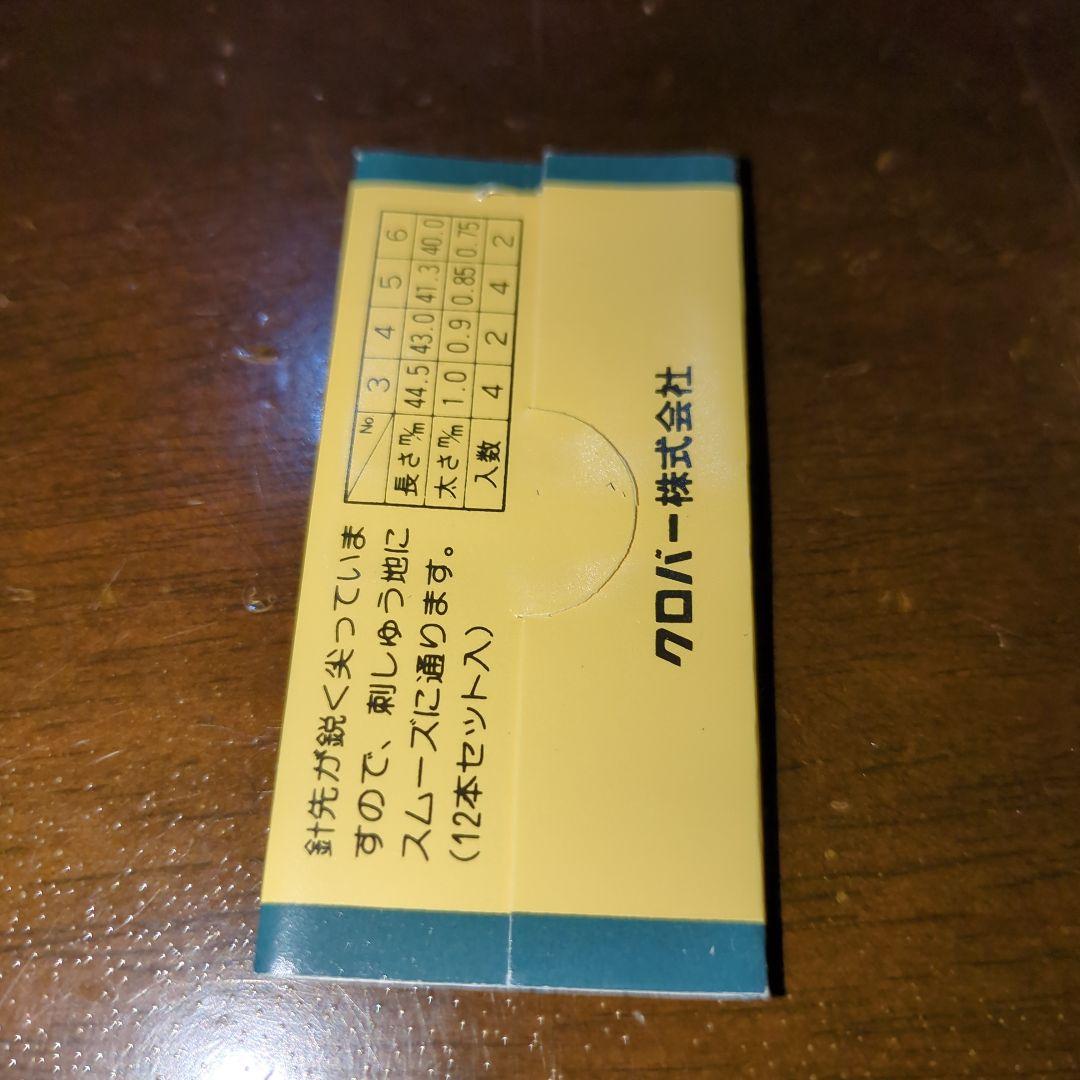 針先が鋭く尖っていま
すので、刺しゅう地に
スムーズに通ります。
(12本セット入)
No. 3 4 5 6
長さm/m 44.5 43.0 41.3 40.0
太さm/m 1.0 0.9 0.85 0.75
入数 4 2 4 2
クロバー株式会社